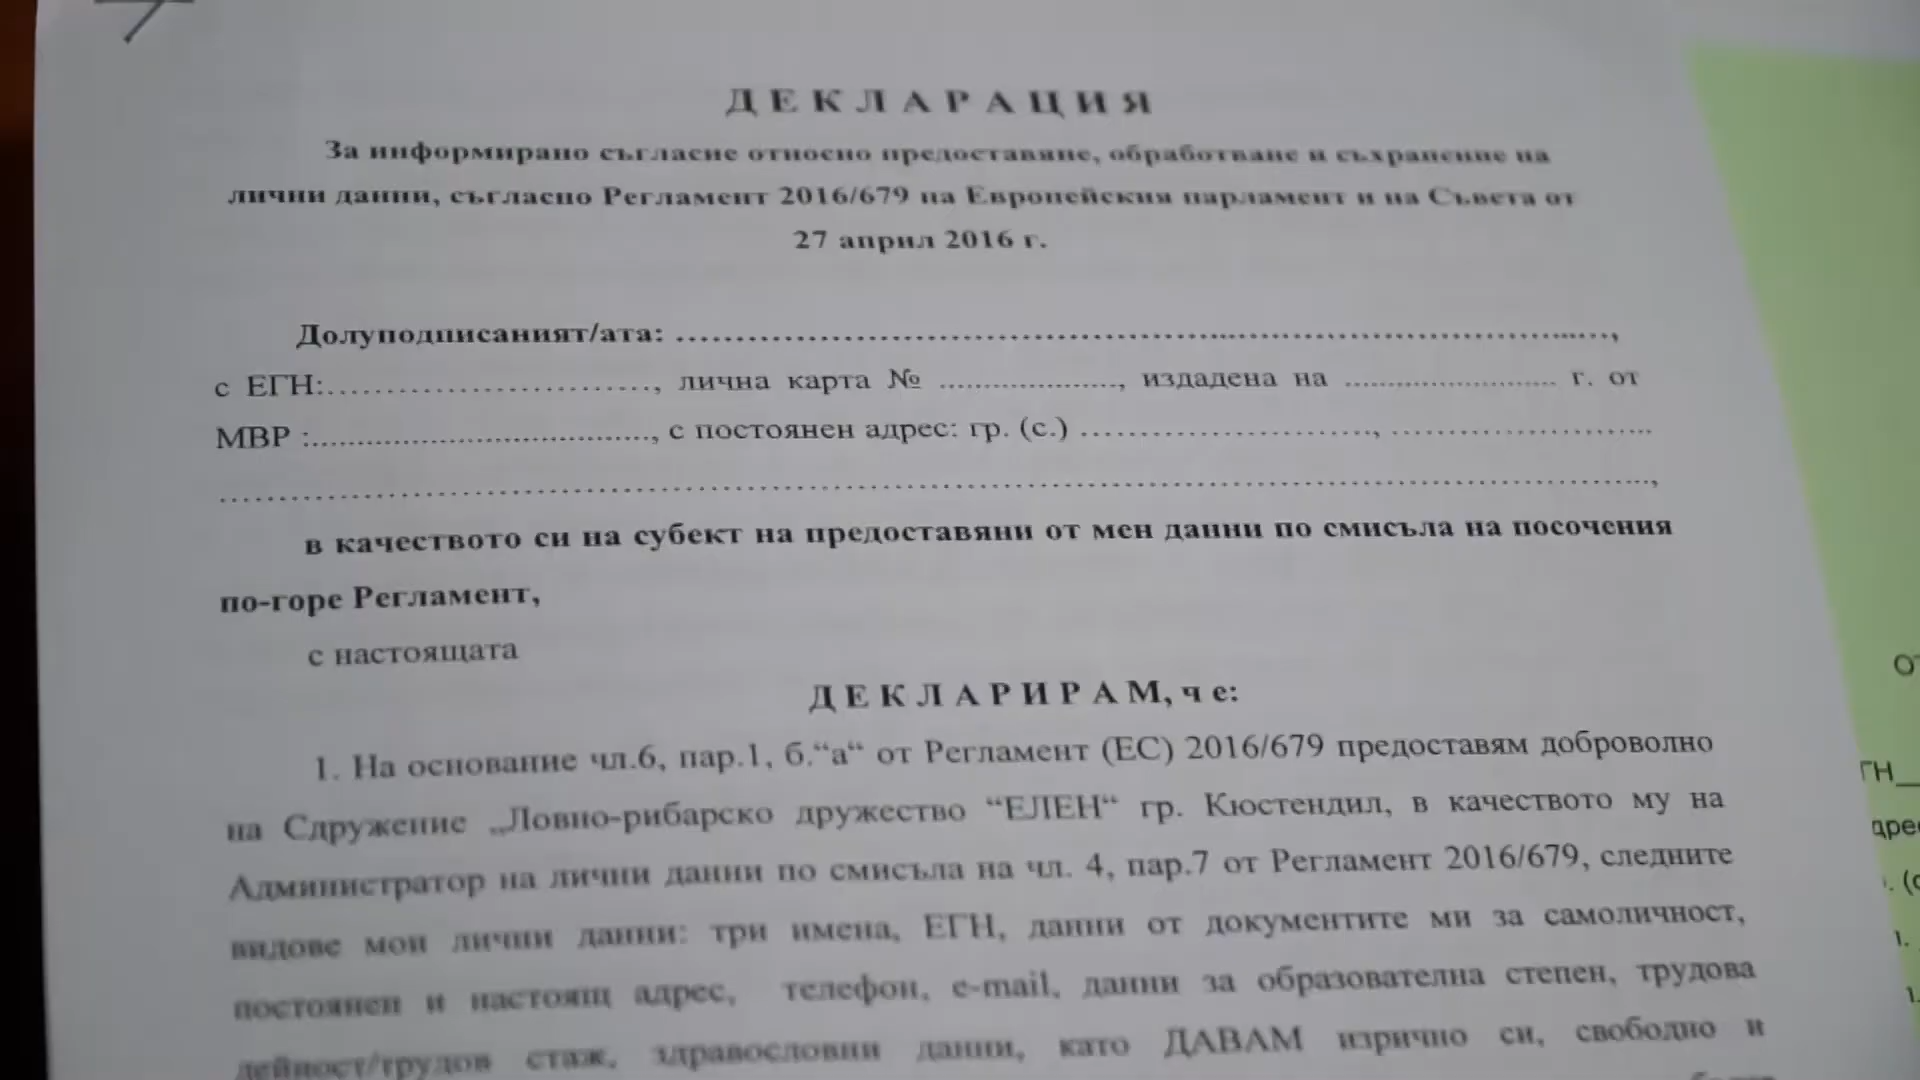 ДЕКЛАРАЦИЯ
За информирано съгласие относно предоставяне, обработване и съхранение на
лични данни, съгласно Регламент 2016/679 на Европейския парламент и на Съвета от
27 април 2016 г.
Долуподписаният/ата: ..........................................................................................,
с ЕГН:............................, лична карта № ...................., издадена на ........................ г. от
МВР :......................................, с постоянен адрес: гр. (с.) .........................., ........................
..............................................................................................................................,
в качеството си на субект на предоставяни от мен данни по смисъла на посочения
по-горе Регламент,
с настоящата
ДЕКЛАРИРАМ, че:
1. На основание чл.6, пар.1, б.“а“ от Регламент (ЕС) 2016/679 предоставям доброволно
на Сдружение „Ловно-рибарско дружество “ЕЛЕН“ гр. Кюстендил, в качеството му на
Администратор на лични данни по смисъла на чл. 4, пар.7 от Регламент 2016/679, следните
видове мои лични данни: три имена, ЕГН, данни от документите ми за самоличност,
постоянен и настоящ адрес, телефон, e-mail, данни за образователна степен, трудова
дейност/трудов стаж, здравословни данни, като ДАВАМ изрично си, свободно и